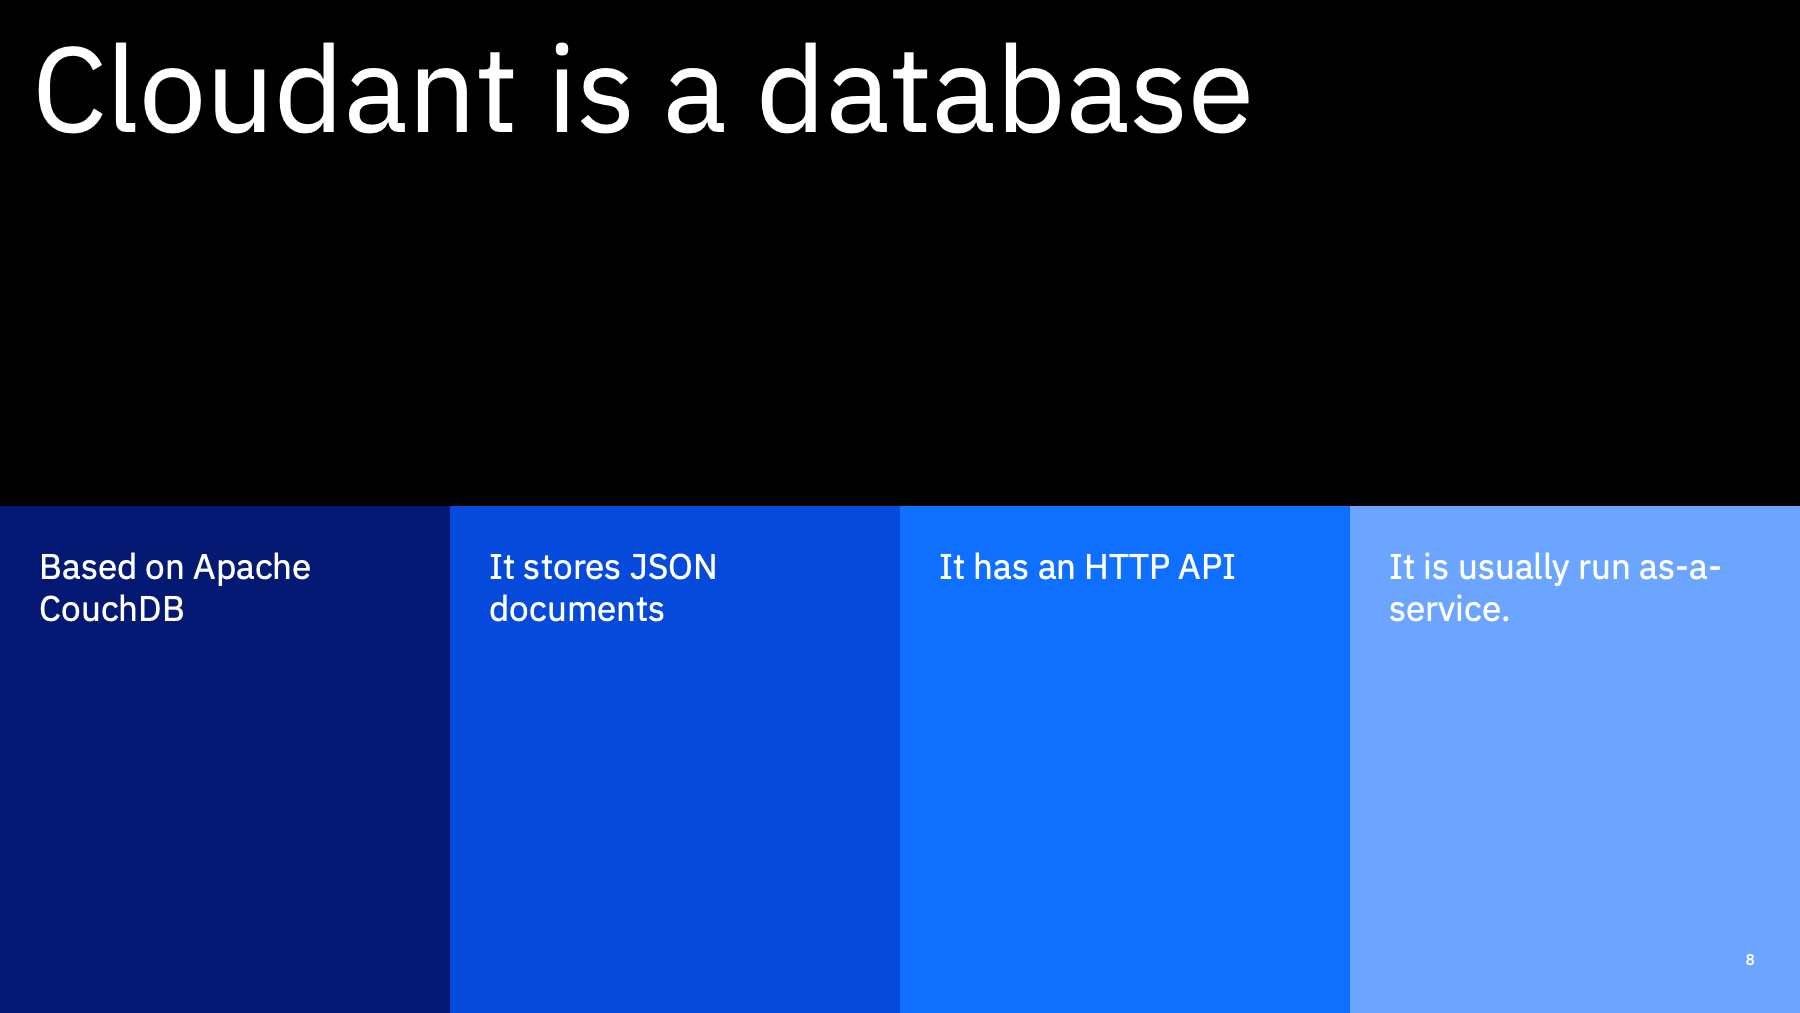 Cloudant is a database
Based on Apache
CouchDB
It stores JSON
documents
It has an HTTP API
It is usually run as-a-
service.
8